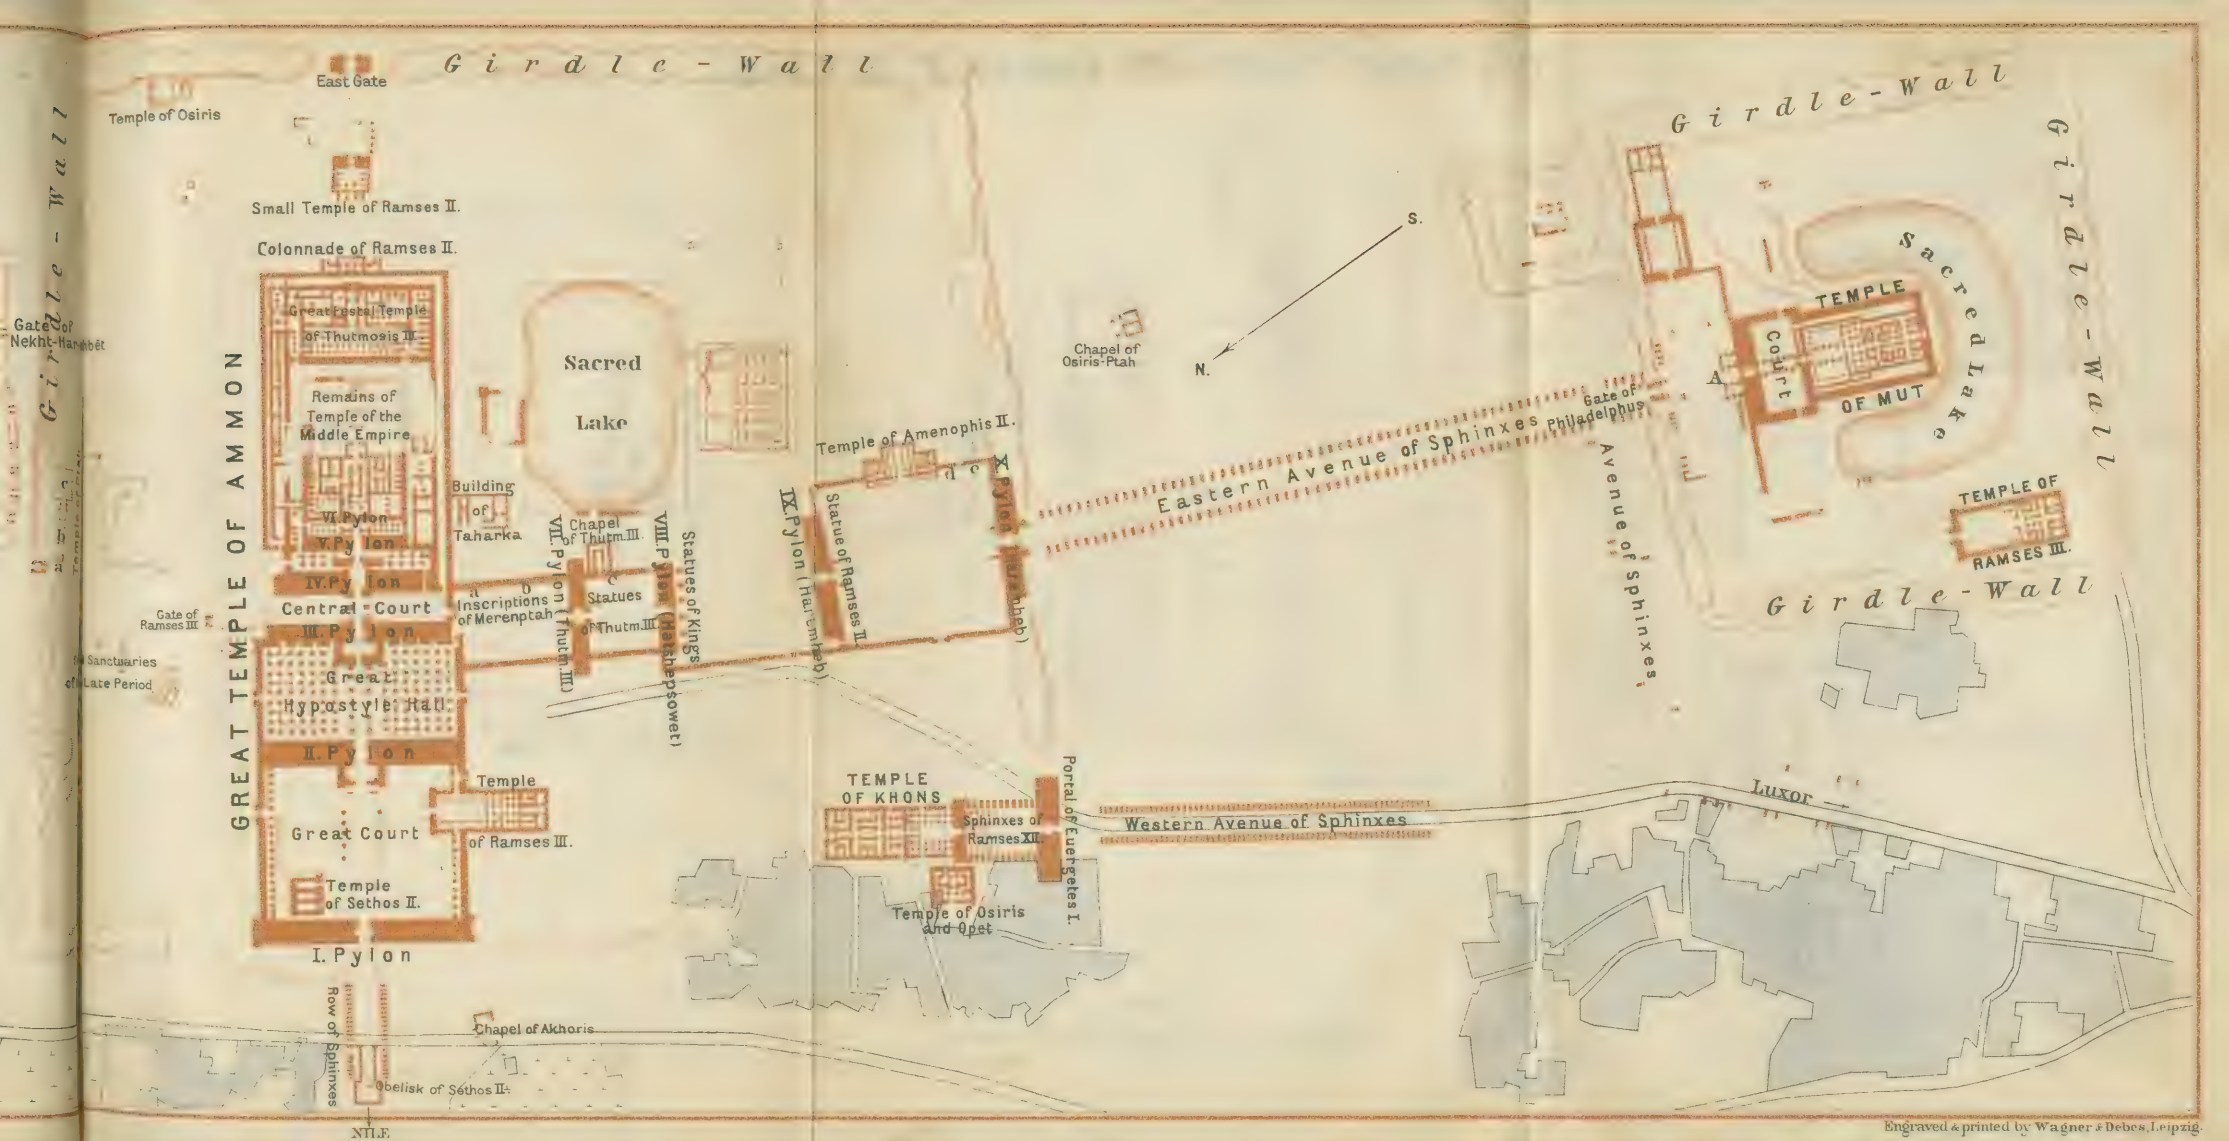 Girdle-Wall
East Gate
Temple of Osiris
Small Temple of Ramses II.
Colonnade of Ramses II.
Girdle-Wall
Gate of
Nekht-Harehbêt
GREAT TEMPLE OF AMMON
Great Festal Temple
of Thutmosis III.
Remains of
Temple of the
Middle Empire
VI. Pylon
V. Pylon
IV. Pylon
Central-Court
III. Pylon
Great
Hypostyle Hall
II. Pylon
Great Court
Temple
of Sethos II.
I. Pylon
Temple
of Ramses III.
Gate of
Ramses III
Sanctuaries
of Late Period
Row of Sphinxes
Chapel of Akhoris
Obelisk of Sethos II.
NILE
Sacred
Lake
Building
of
Taharka
a b
Inscriptions
of Merenptah
VII. Pylon (Thutm. III)
Chapel
of Thutm. III.
c
Statues
of Thutm. III
VIII. Pylon (Hatshepsowet)
Statues of Kings
IX. Pylon (Haremheb)
Statue of Ramses II.
Temple of Amenophis II.
d e
X. Pylon (Haremheb)
Chapel of
Osiris-Ptah
S.
N.
Eastern Avenue of Sphinxes
Gate of
Philadelphus
Avenue of Sphinxes
TEMPLE
OF KHONS
Sphinxes of
Ramses XII.
Portal of Euergetes I.
Temple of Osiris
and Opet
Western Avenue of Sphinxes
Luxor
Girdle-Wall
Girdle-Wall
Sacred Lake
TEMPLE
OF MUT
Court
A
TEMPLE OF
RAMSES III.
Girdle-Wall
Engraved & printed by Wagner & Debes, Leipzig.